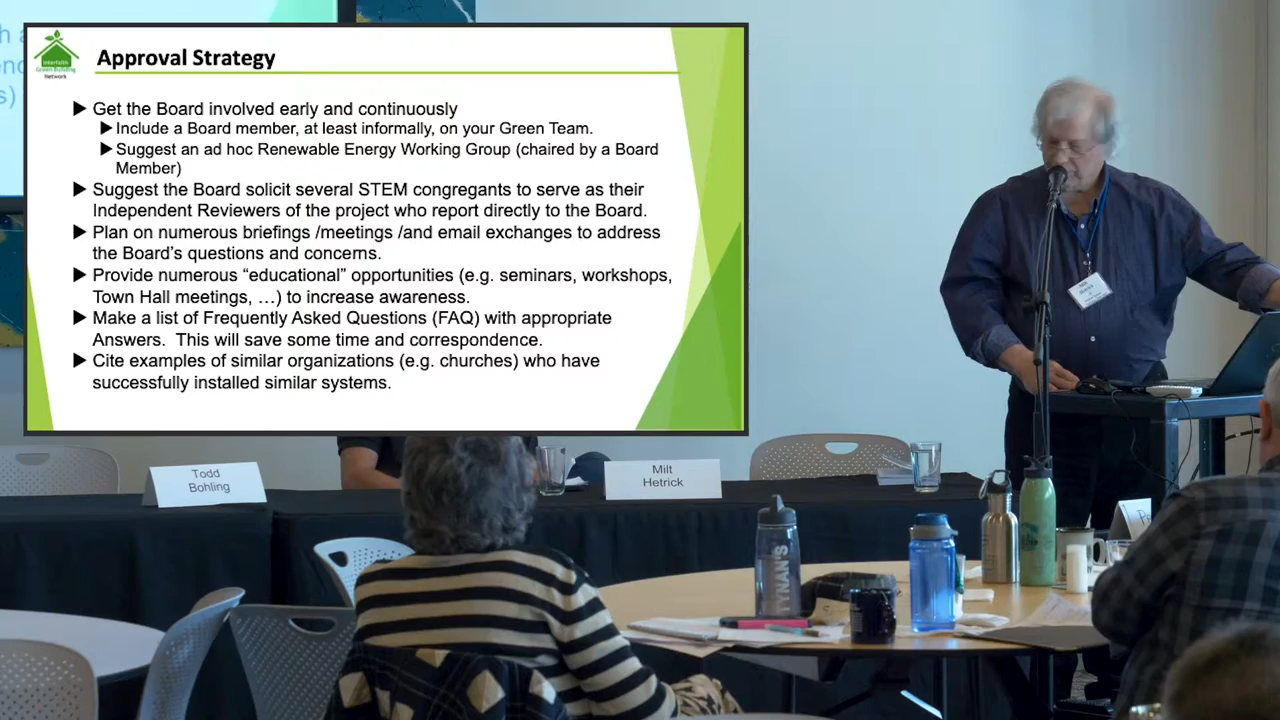 Interfaith
Green Building
Network
Approval Strategy
Get the Board involved early and continuously
Include a Board member, at least informally, on your Green Team.
Suggest an ad hoc Renewable Energy Working Group (chaired by a Board
Member)
Suggest the Board solicit several STEM congregants to serve as their
Independent Reviewers of the project who report directly to the Board.
Plan on numerous briefings /meetings /and email exchanges to address
the Board's questions and concerns.
Provide numerous “educational” opportunities (e.g. seminars, workshops,
Town Hall meetings, …) to increase awareness.
Make a list of Frequently Asked Questions (FAQ) with appropriate
Answers.  This will save some time and correspondence.
Cite examples of similar organizations (e.g. churches) who have
successfully installed similar systems.
Todd
Bohling
Milt
Hetrick
TYNAN'S